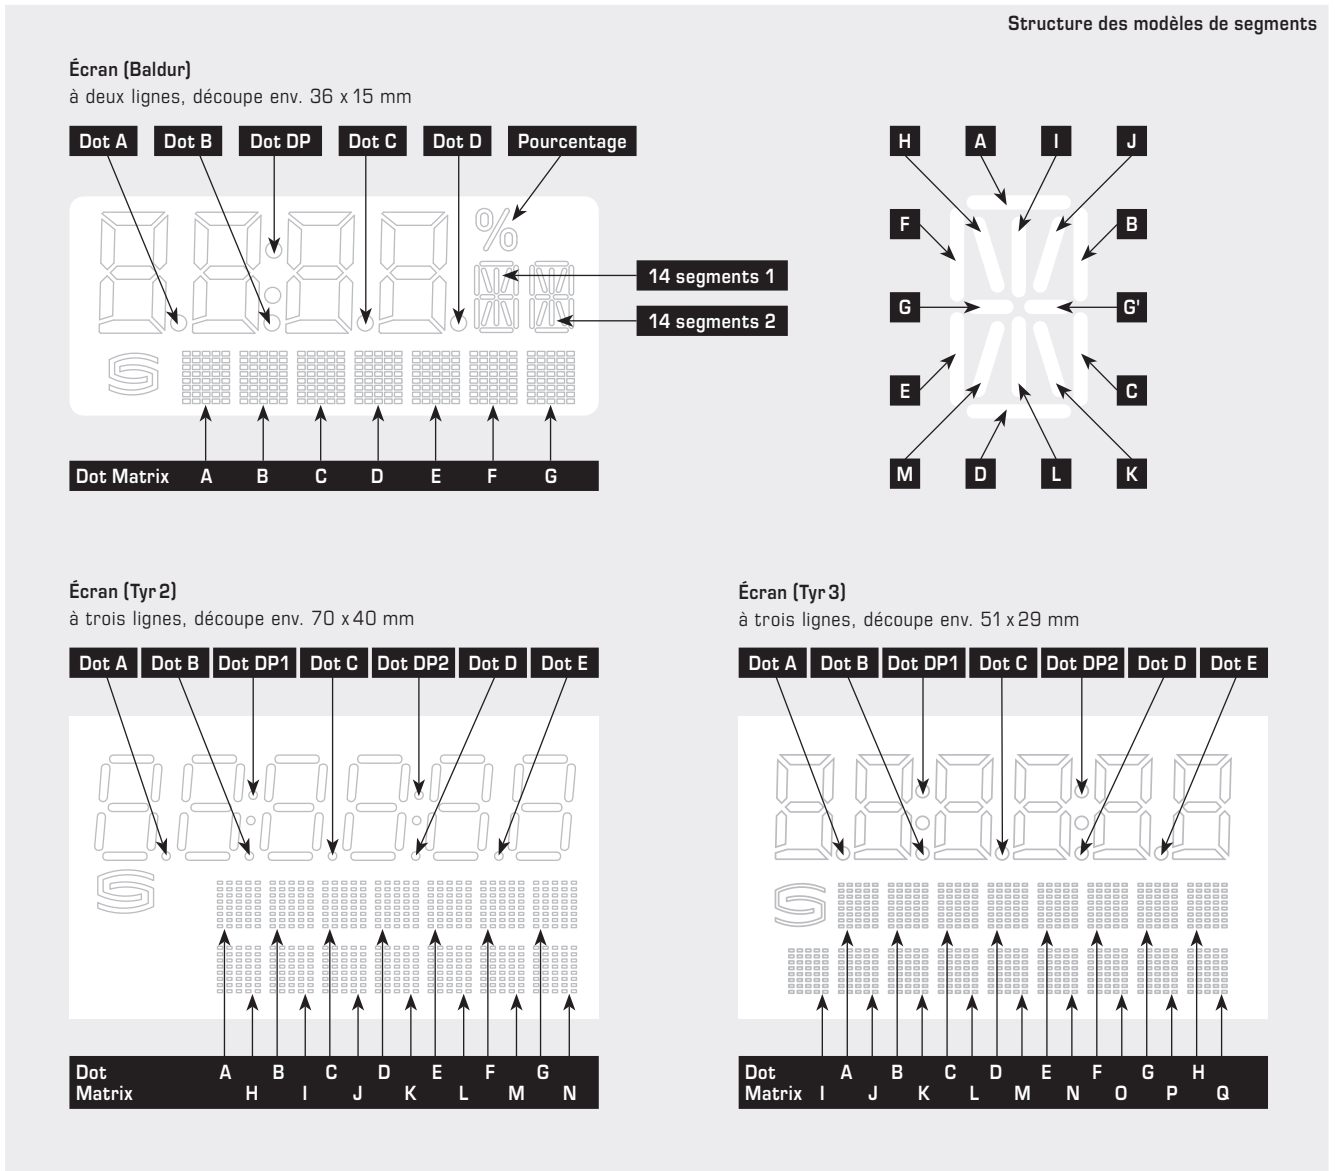 Structure des modèles de segments
Écran (Baldur)
à deux lignes, découpe env. 36 x 15 mm
Dot A Dot B Dot DP Dot C Dot D Pourcentage
14 segments 1
14 segments 2
Dot Matrix A B C D E F G
H A I J
F B
G G'
E C
M D L K
Écran (Tyr 2)
à trois lignes, découpe env. 70 x 40 mm
Dot A Dot B Dot DP1 Dot C Dot DP2 Dot D Dot E
Dot A B C D E F G
Matrix H I J K L M N
Écran (Tyr 3)
à trois lignes, découpe env. 51 x 29 mm
Dot A Dot B Dot DP1 Dot C Dot DP2 Dot D Dot E
Dot A B C D E F G H
Matrix I J K L M N O P Q